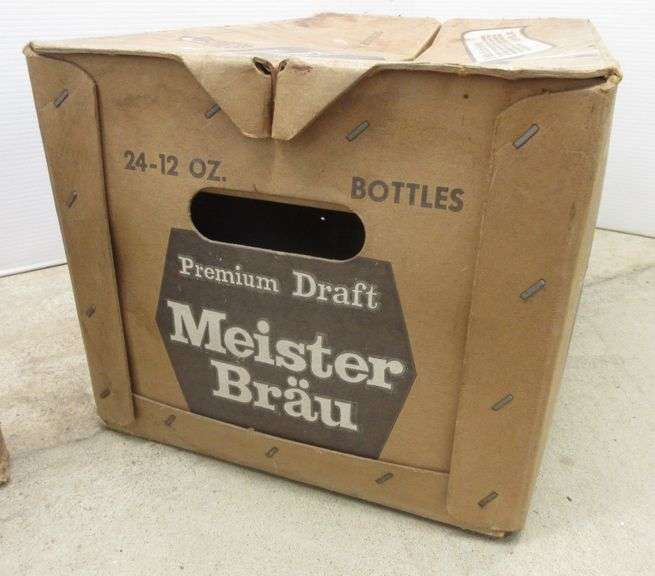 24-12 OZ. BOTTLES
Premium Draft
Meister
Bräu